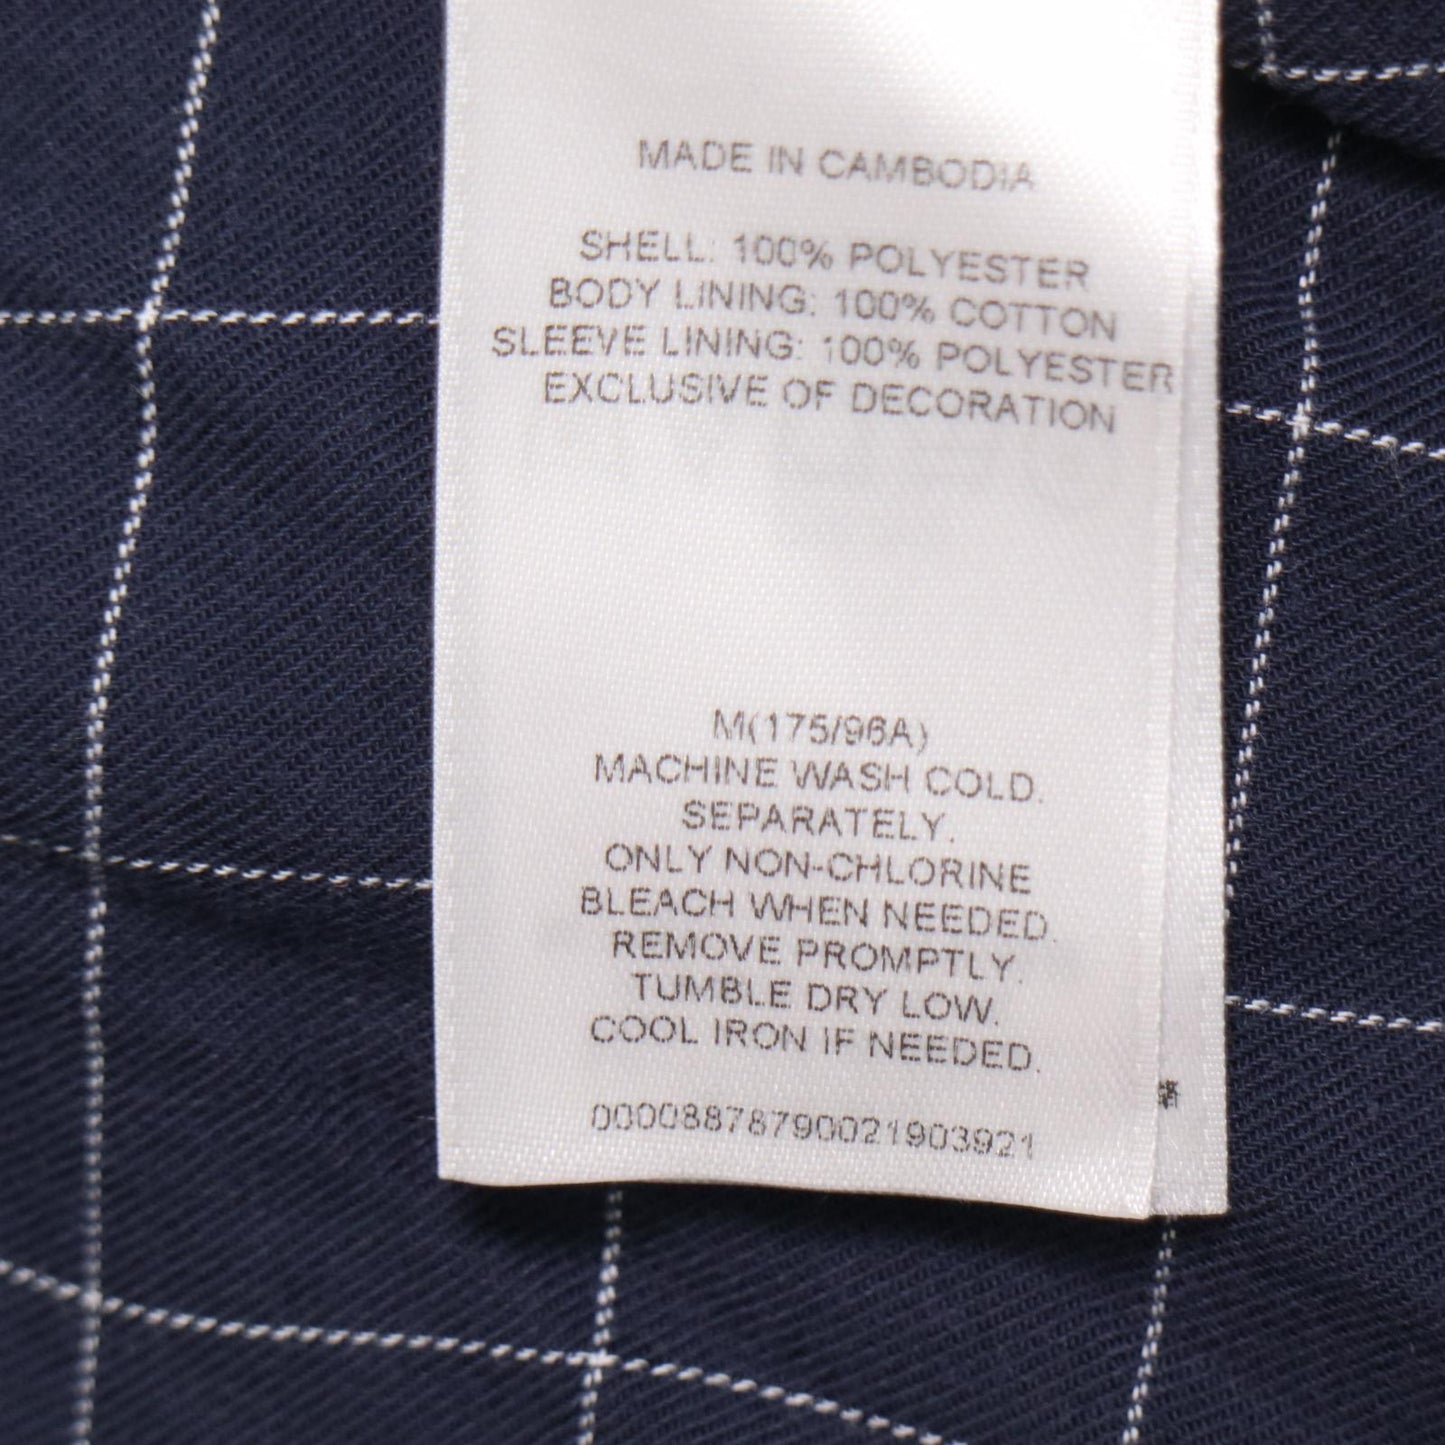 MADE IN CAMBODIA
SHELL: 100% POLYESTER
BODY LINING: 100% COTTON
SLEEVE LINING: 100% POLYESTER
EXCLUSIVE OF DECORATION
M(175/96A)
MACHINE WASH COLD.
SEPARATELY.
ONLY NON-CHLORINE
BLEACH WHEN NEEDED.
REMOVE PROMPTLY.
TUMBLE DRY LOW.
COOL IRON IF NEEDED.
00008878790021903921